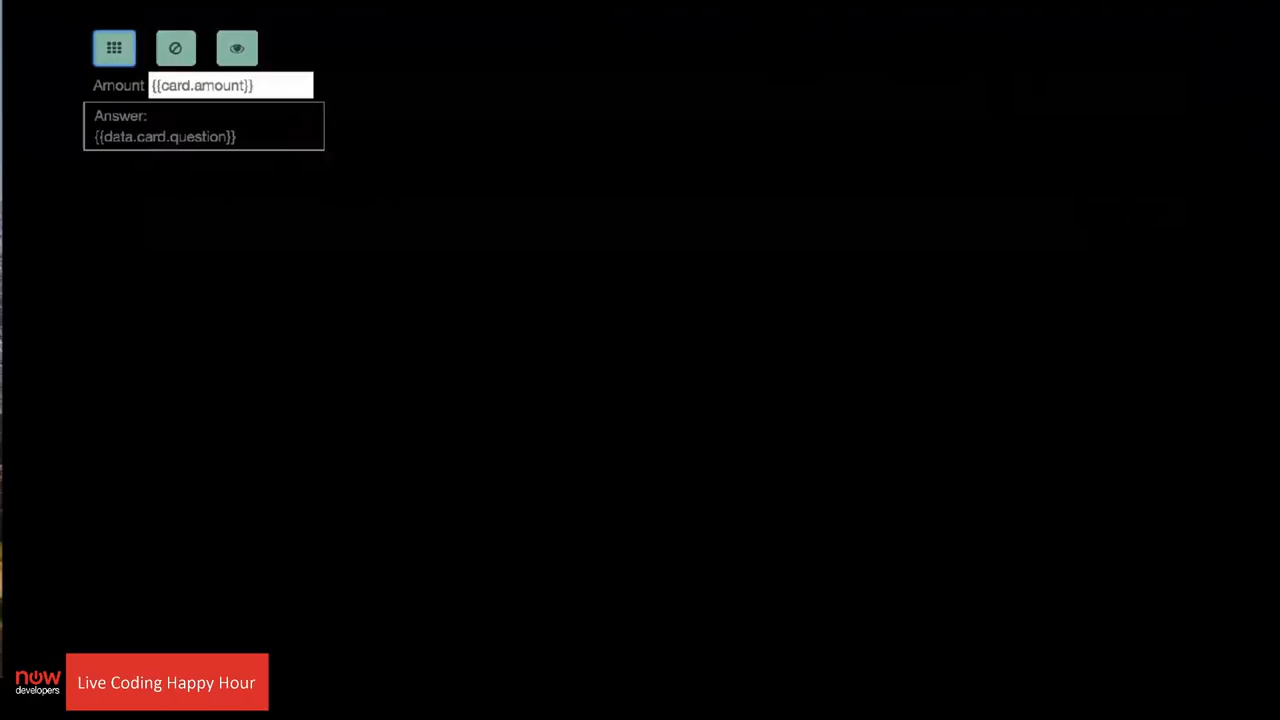 Amount {{card.amount}}
Answer:
{{data.card.question}}
now
developers
Live Coding Happy Hour